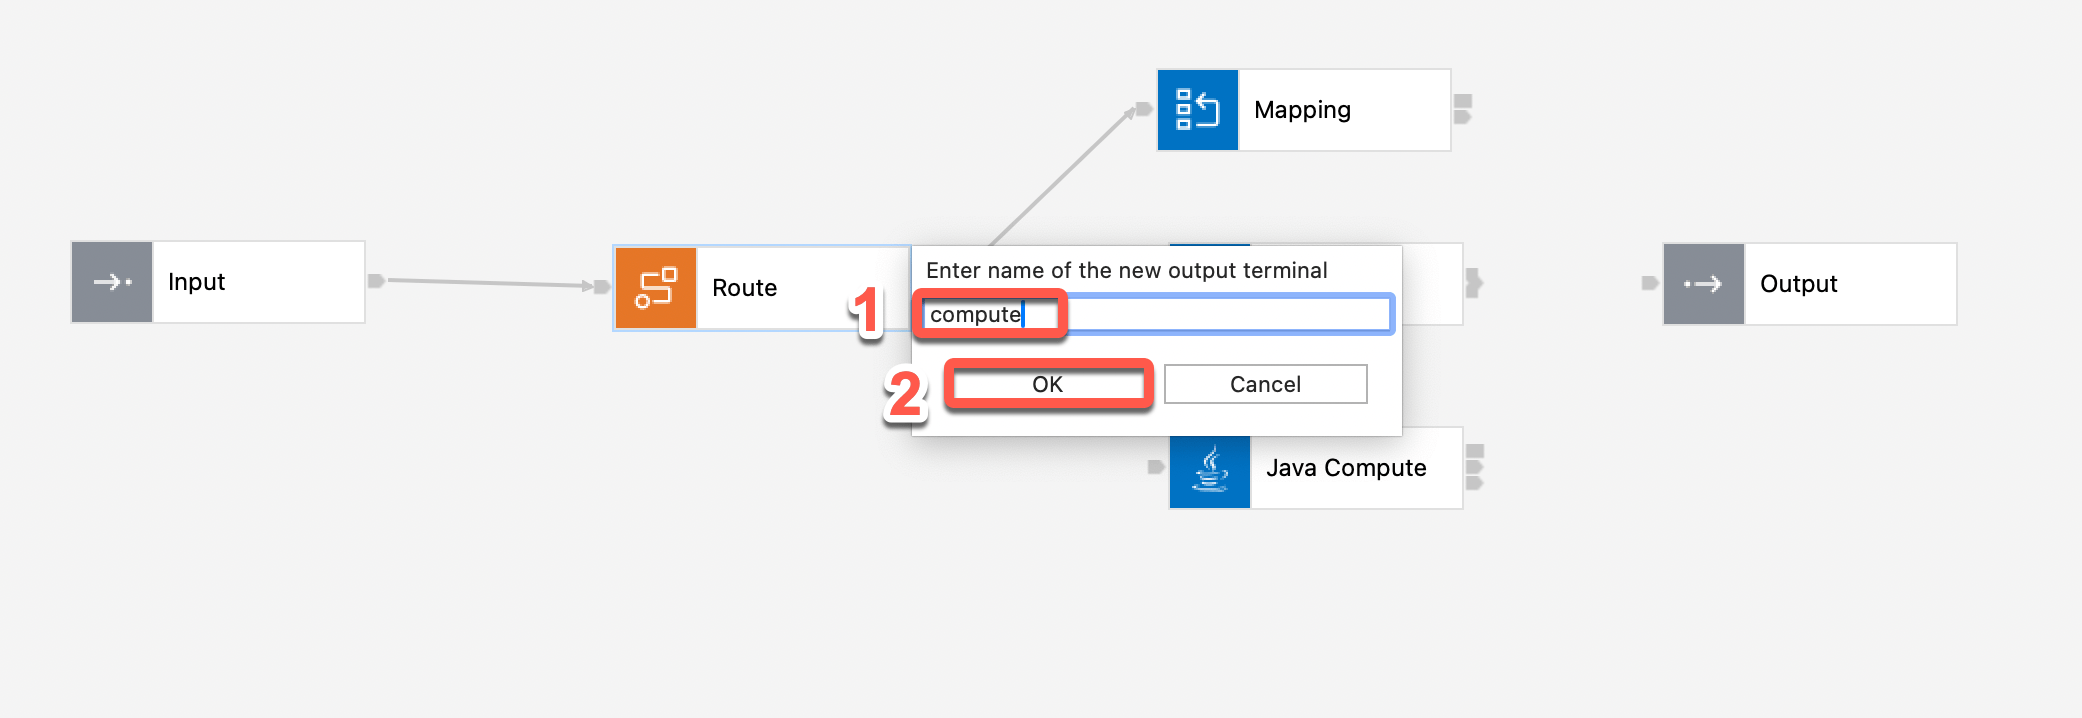 Mapping
Input
Route
Enter name of the new output terminal
1
compute
Output
2
OK
Cancel
Java Compute